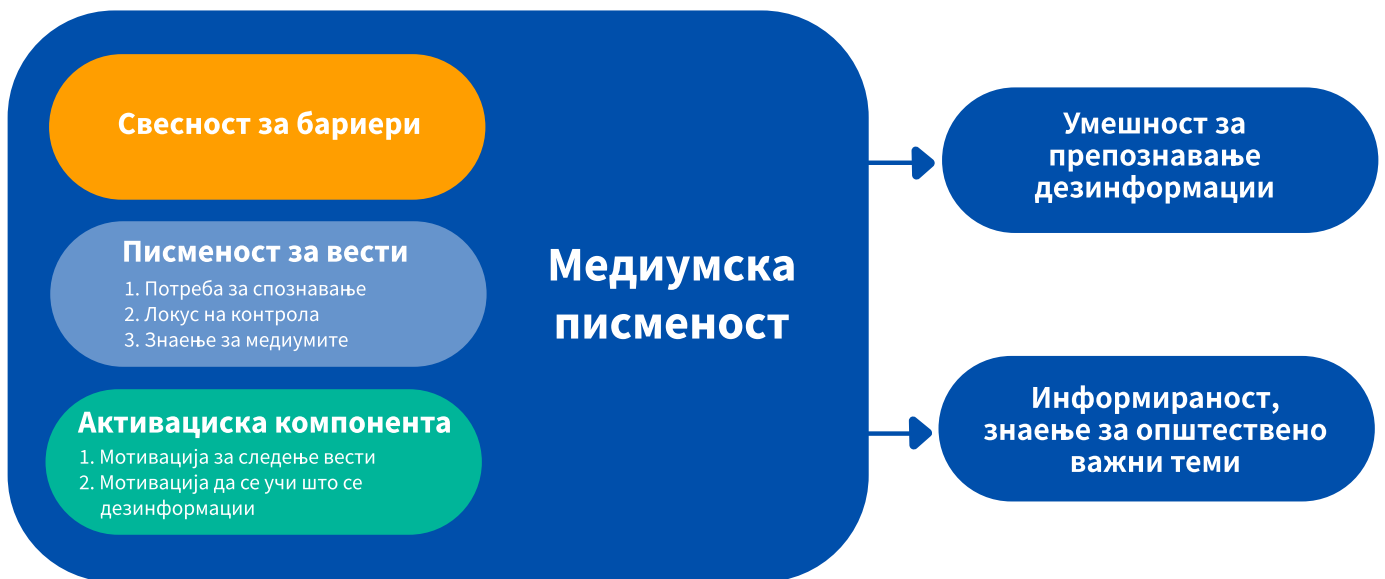 Свесност за бариери
Писменост за вести
1. Потреба за спознавање
2. Локус на контрола
3. Знаење за медиумите
Активациска компонента
1. Мотивација за следење вести
2. Мотивација да се учи што се
дезинформации
Медиумска
писменост
Умешност за
препознавање
дезинформации
Информираност,
знаење за општествено
важни теми